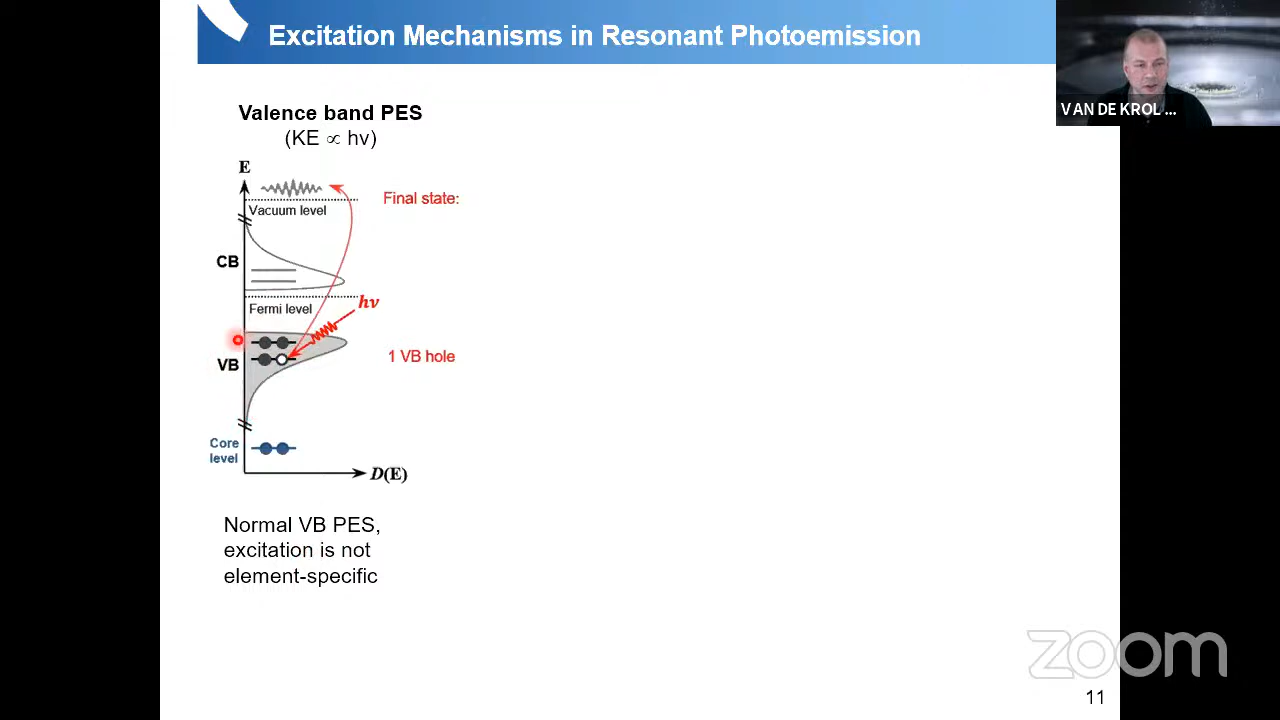 Excitation Mechanisms in Resonant Photoemission
VAN DE KROL ...
Valence band PES
(KE ∝ hv)
E
Final state:
Vacuum level
CB
hν
Fermi level
1 VB hole
VB
Core
level
D(E)
Normal VB PES,
excitation is not
element-specific
zoom
11